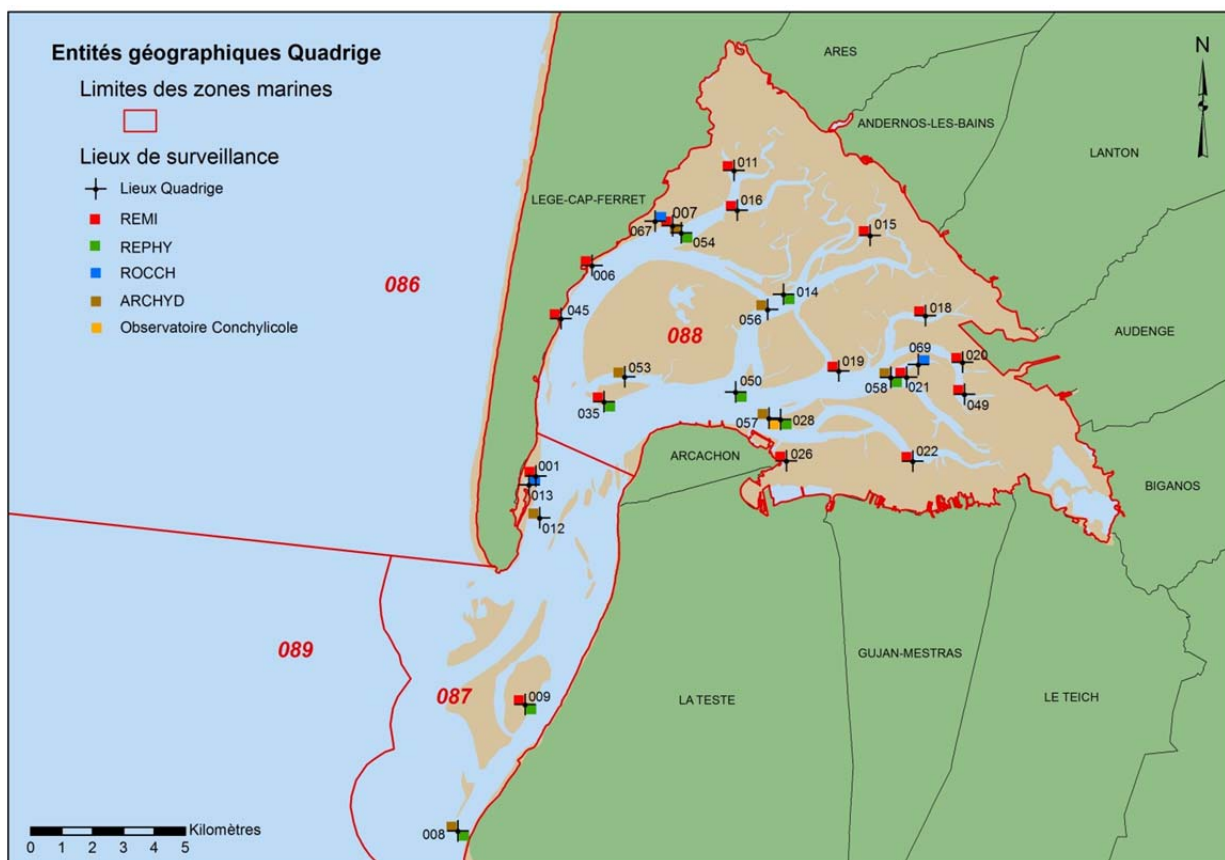 Entités géographiques Quadrige
Limites des zones marines
Lieux de surveillance
Lieux Quadrige
REMI
REPHY
ROCCH
ARCHYD
Observatoire Conchylicole
N
ARES
ANDERNOS-LES-BAINS
LANTON
LEGE-CAP-FERRET
AUDENGE
BIGANOS
ARCACHON
GUJAN-MESTRAS
LA TESTE
LE TEICH
086
088
089
087
011
016
007
067
054
015
006
014
045
056
018
069
020
053
019
058
021
050
049
035
057
028
026
022
001
013
012
009
008
Kilomètres
0 1 2 3 4 5